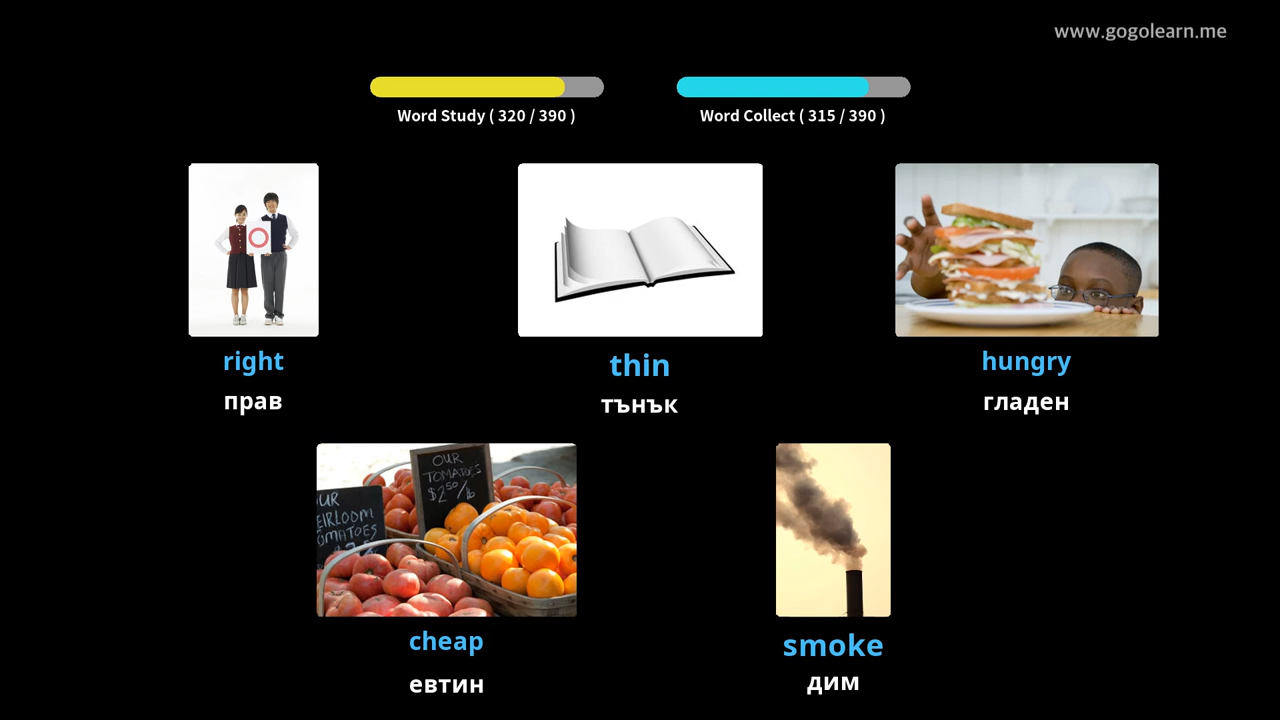 www.gogolearn.me
Word Study ( 320 / 390 )
Word Collect ( 315 / 390 )
right
прав
thin
тънък
hungry
гладен
OUR
TOMATOES
$2.50/lb
HEIRLOOM
TOMATOES
cheap
евтин
smoke
дим